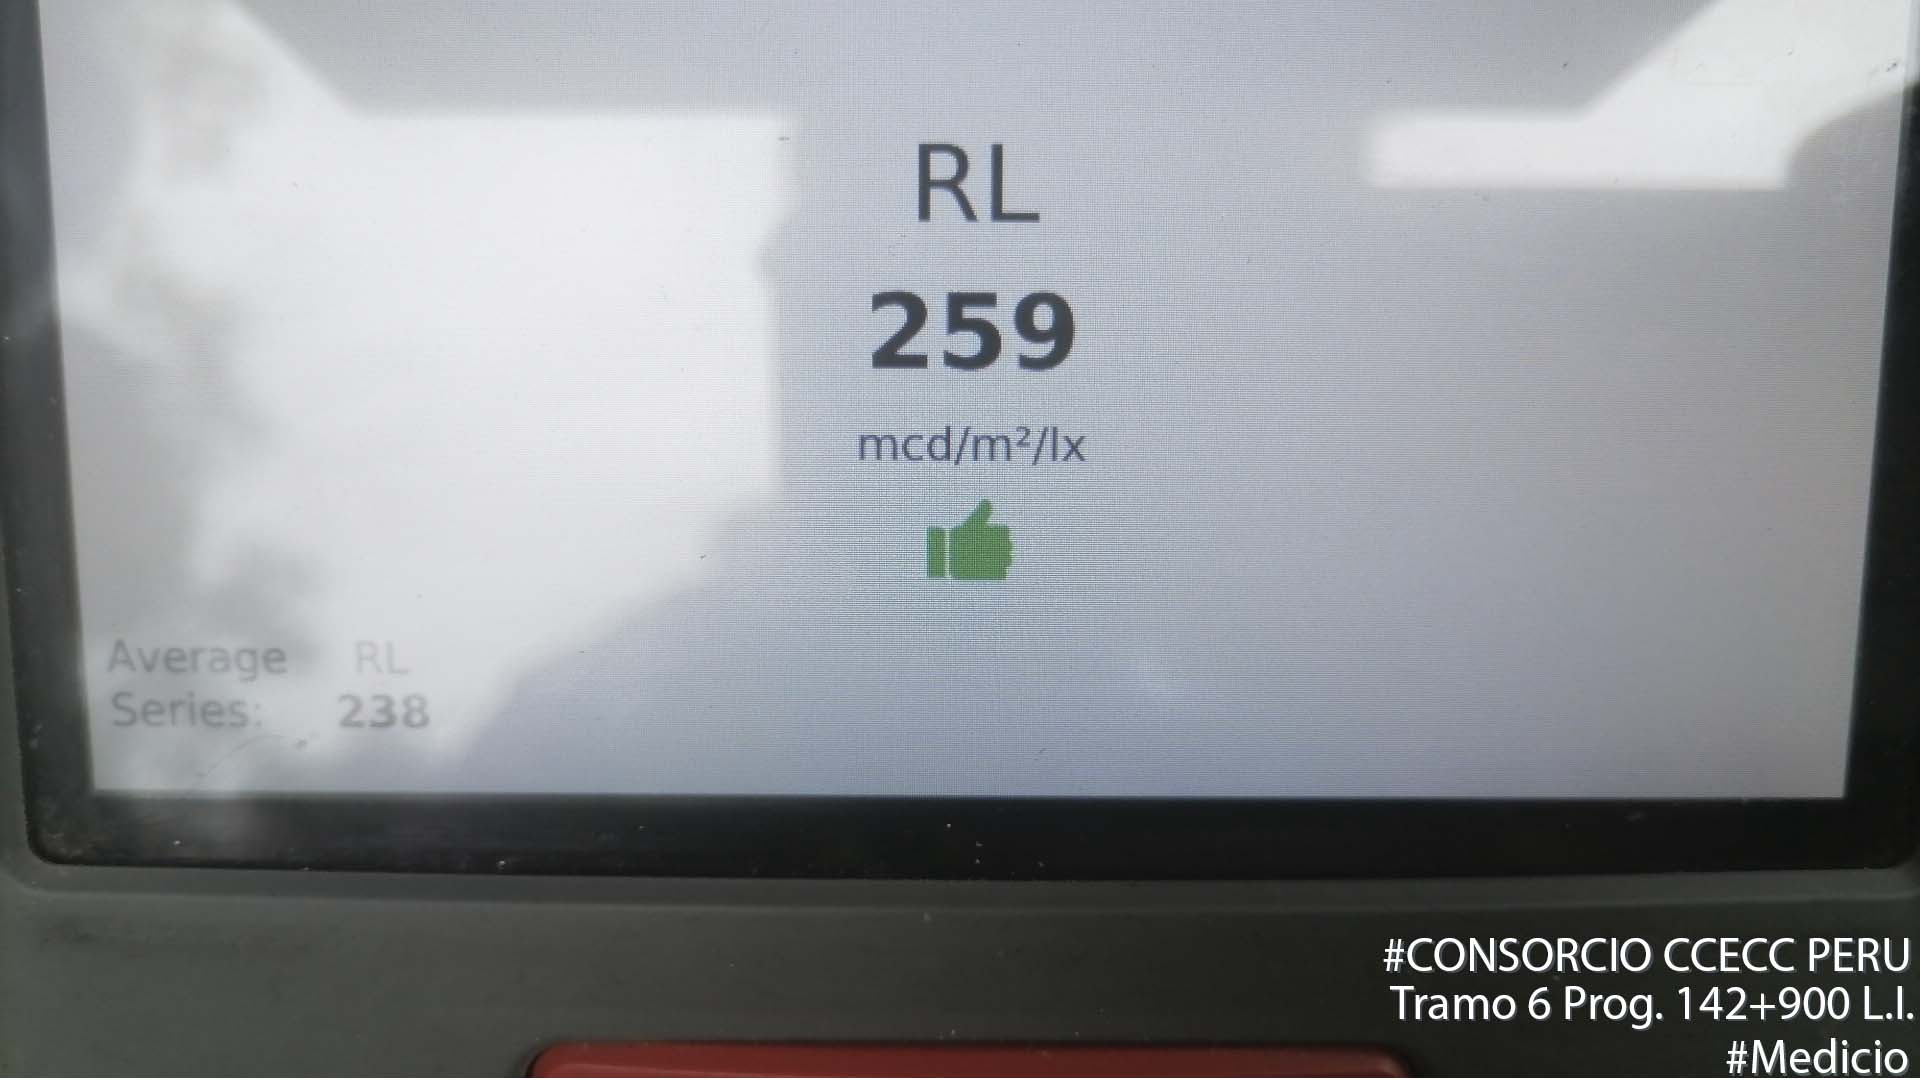 RL
259
mcd/m²/lx
Average RL
Series: 238
#CONSORCIO CCECC PERU
Tramo 6 Prog. 142+900 L.I.
#Medicio